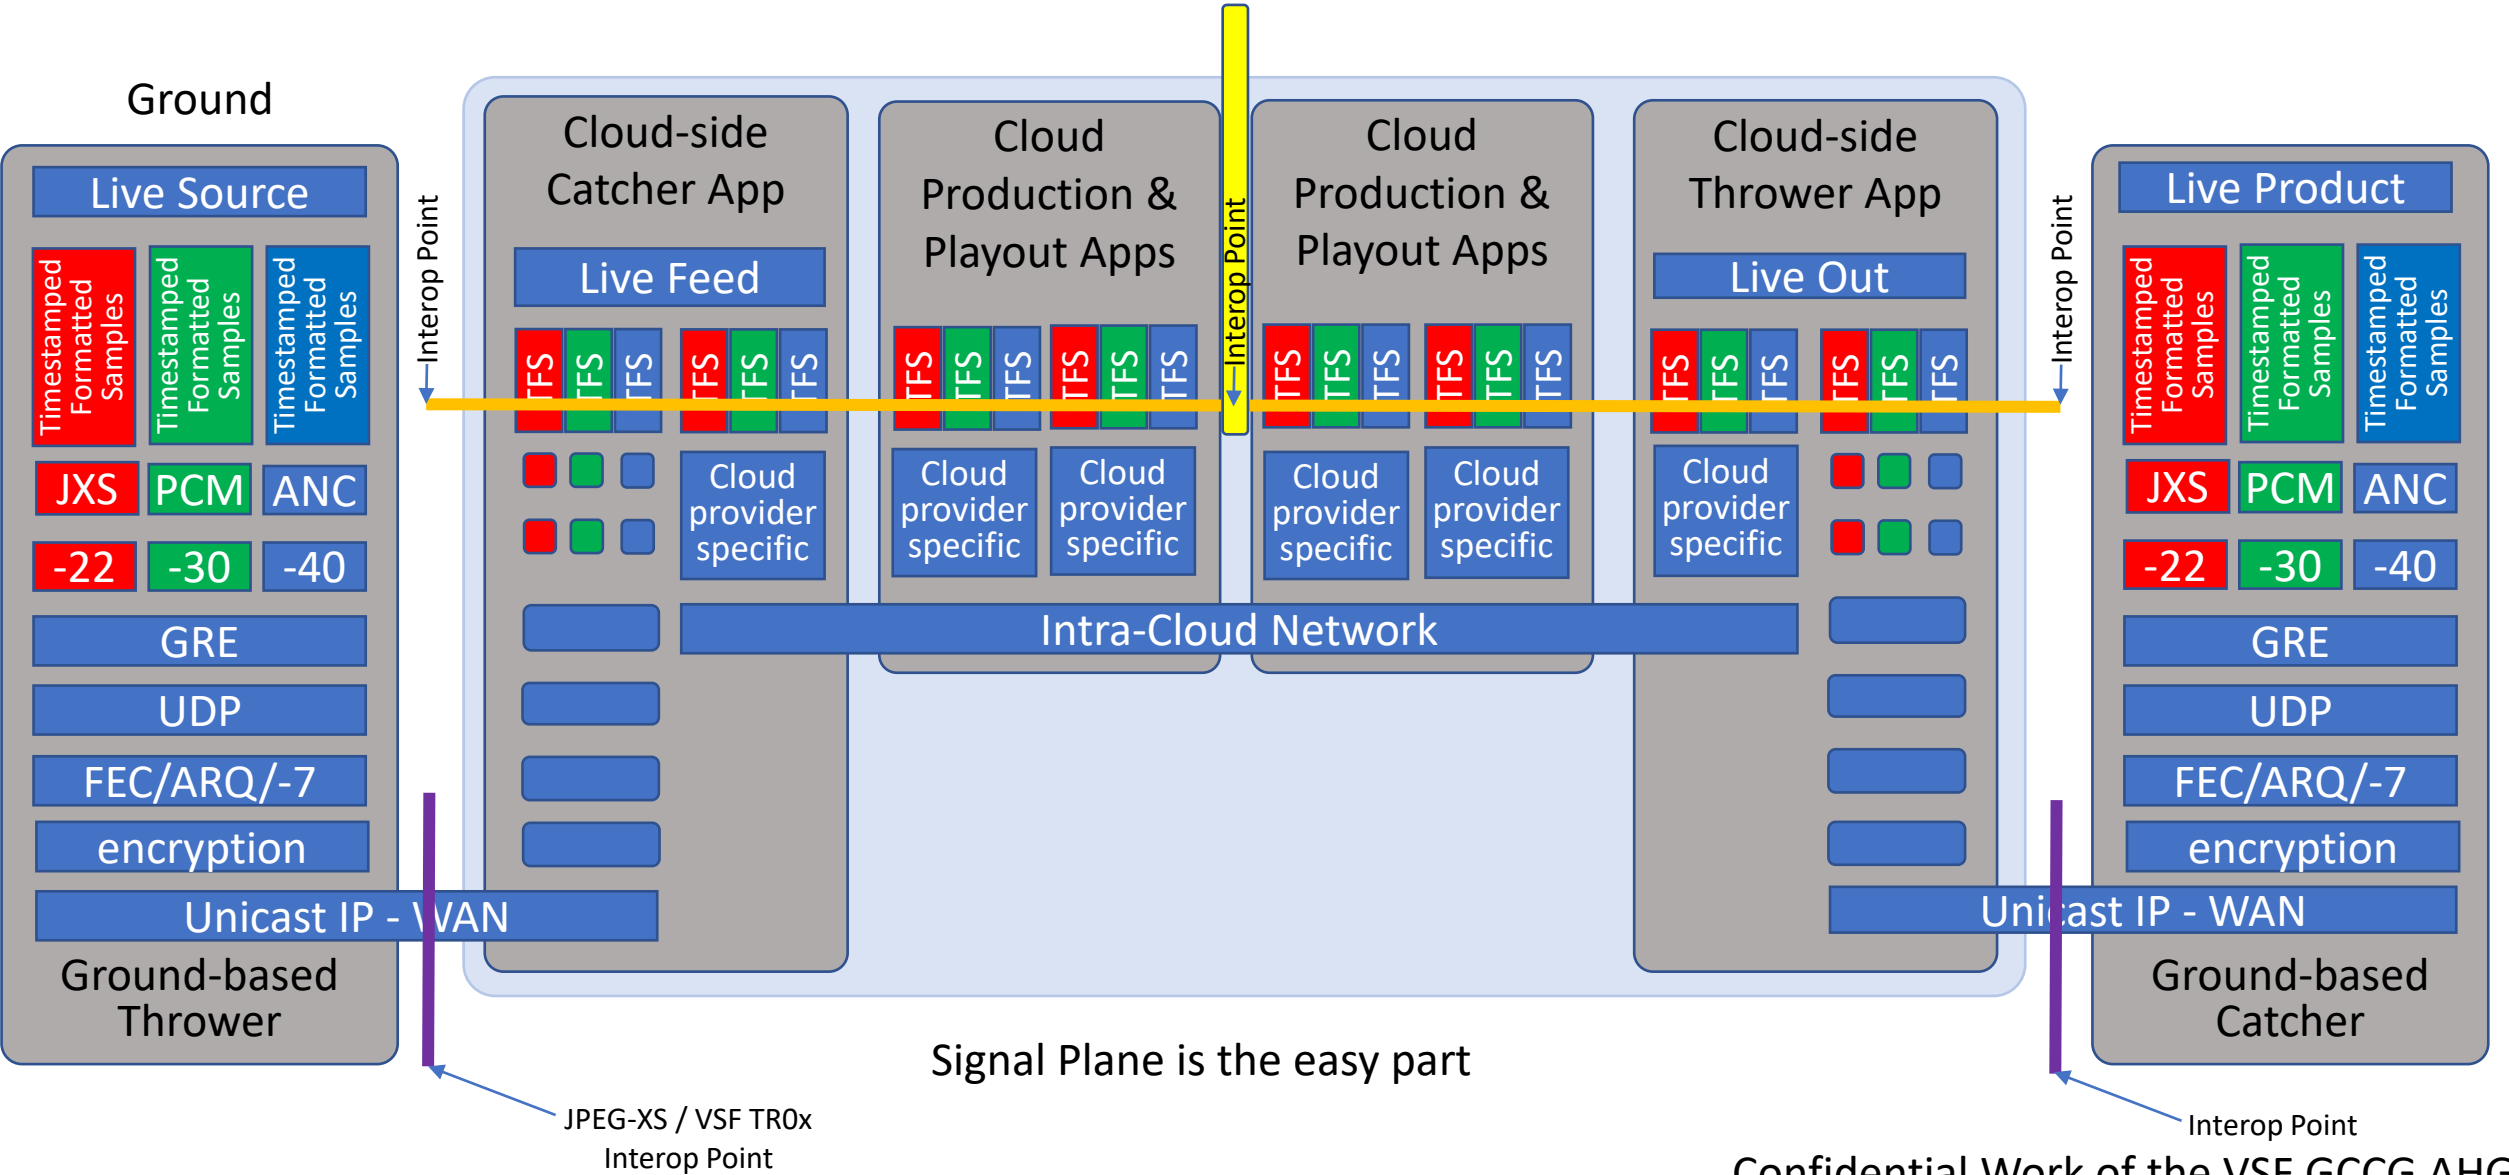 Ground
Live Source
Timestamped
Formatted
Samples
Timestamped
Formatted
Samples
Timestamped
Formatted
Samples
JXS
PCM
ANC
-22
-30
-40
GRE
UDP
FEC/ARQ/-7
encryption
Unicast IP - WAN
Ground-based
Thrower
Interop Point
Cloud-side
Catcher App
Live Feed
TFS
TFS
TFS
TFS
TFS
TFS
Cloud
provider
specific
Cloud
Production &
Playout Apps
TFS
TFS
TFS
TFS
TFS
TFS
Cloud
provider
specific
Cloud
provider
specific
Interop Point
Cloud
Production &
Playout Apps
TFS
TFS
TFS
TFS
TFS
TFS
Cloud
provider
specific
Cloud
provider
specific
Intra-Cloud Network
Cloud-side
Thrower App
Live Out
TFS
TFS
TFS
TFS
TFS
TFS
Cloud
provider
specific
Interop Point
Live Product
Timestamped
Formatted
Samples
Timestamped
Formatted
Samples
Timestamped
Formatted
Samples
JXS
PCM
ANC
-22
-30
-40
GRE
UDP
FEC/ARQ/-7
encryption
Unicast IP - WAN
Ground-based
Catcher
Signal Plane is the easy part
JPEG-XS / VSF TR0x
Interop Point
Interop Point
Confidential Work of the VSF GCCG AHG